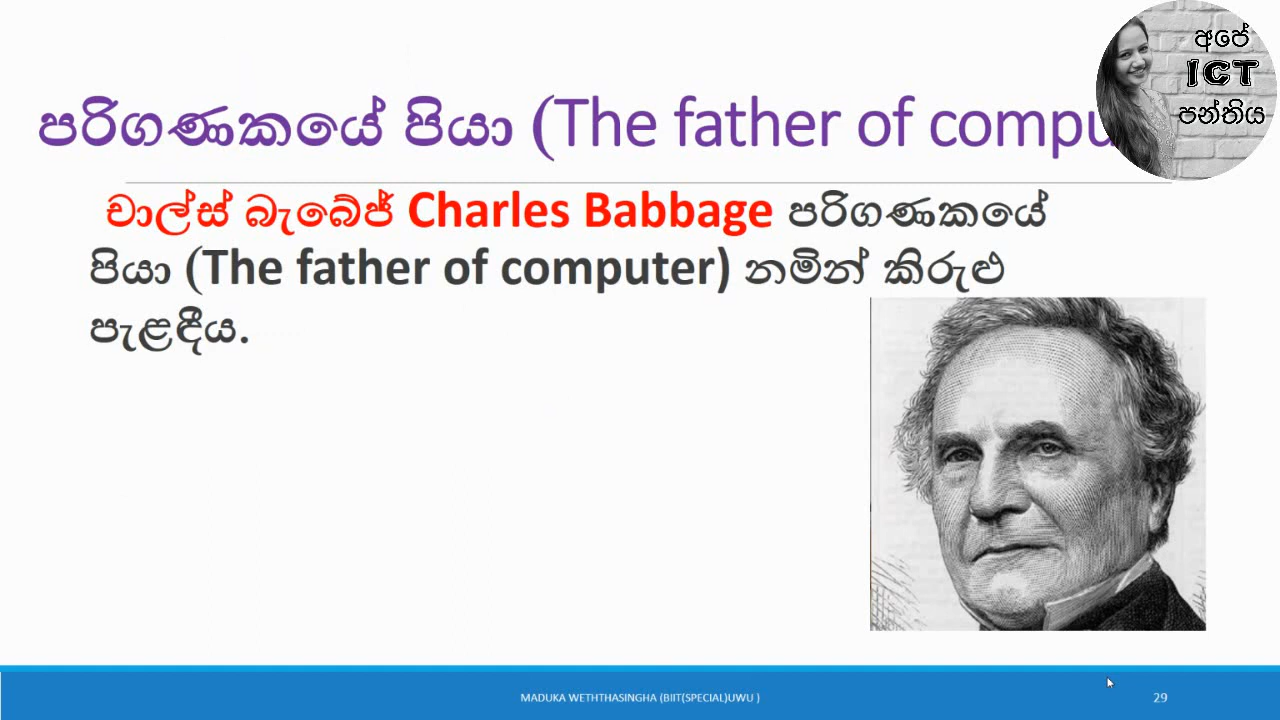 පරිගණකයේ පියා (The father of compu
අපේ
ICT
පන්තිය
චාල්ස් බැබේජ් Charles Babbage පරිගණකයේ
පියා (The father of computer) නමින් කිරුළු
පැළඳීය.
MADUKA WETHTHASINGHA (BIIT(SPECIAL)UWU )
29